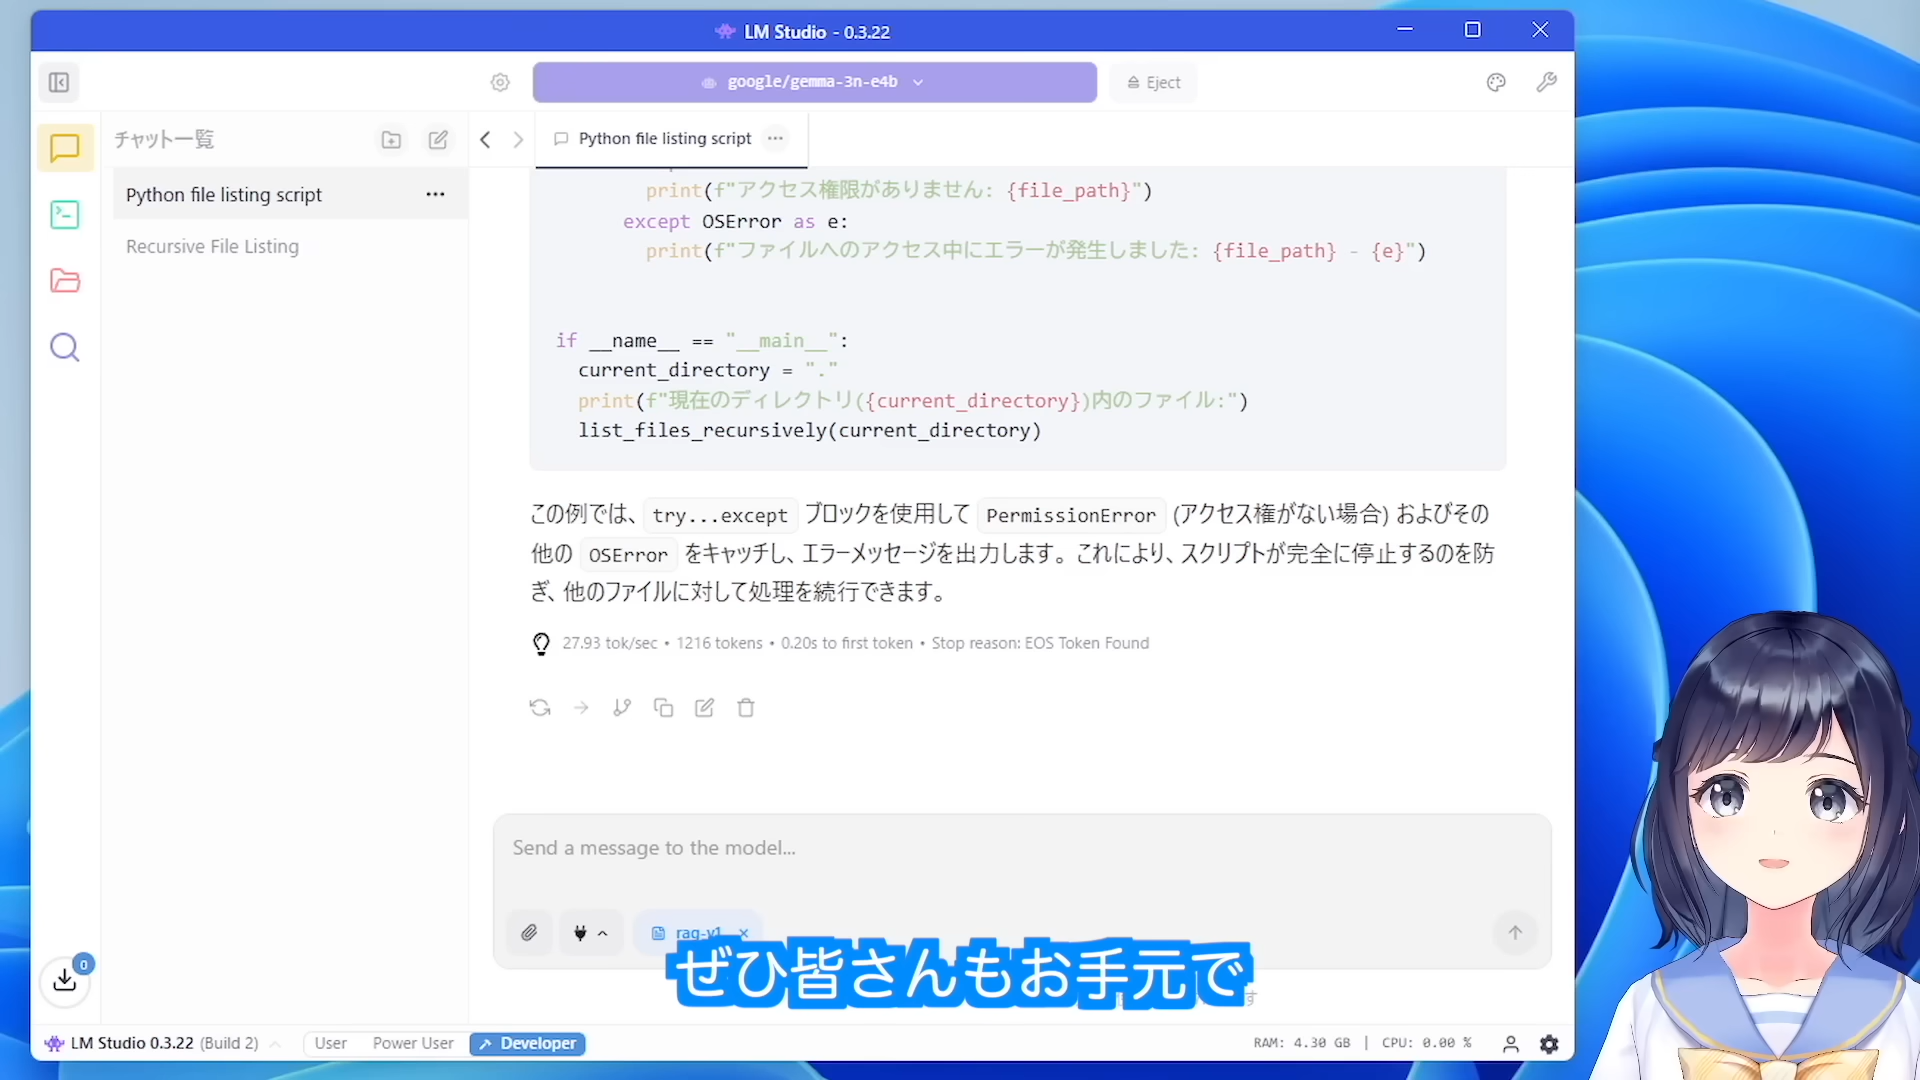 LM Studio - 0.3.22
google/gemma-3n-e4b
Eject
チャット一覧
Python file listing script
Python file listing script
Recursive File Listing
print(f"アクセス権限がありません: {file_path}")
except OSError as e:
print(f"ファイルへのアクセス中にエラーが発生しました: {file_path} - {e}")
if __name__ == "__main__":
current_directory = "."
print(f"現在のディレクトリ({current_directory})内のファイル:")
list_files_recursively(current_directory)
この例では、 try...except ブロックを使用して PermissionError (アクセス権がない場合) およびその
他の OSError をキャッチし、エラーメッセージを出力します。これにより、スクリプトが完全に停止するのを防
ぎ、他のファイルに対して処理を続行できます。
27.93 tok/sec • 1216 tokens • 0.20s to first token • Stop reason: EOS Token Found
Send a message to the model...
rag-v1
ぜひ皆さんもお手元で
0
LM Studio 0.3.22 (Build 2)
User
Power User
Developer
RAM: 4.30 GB | CPU: 0.00 %